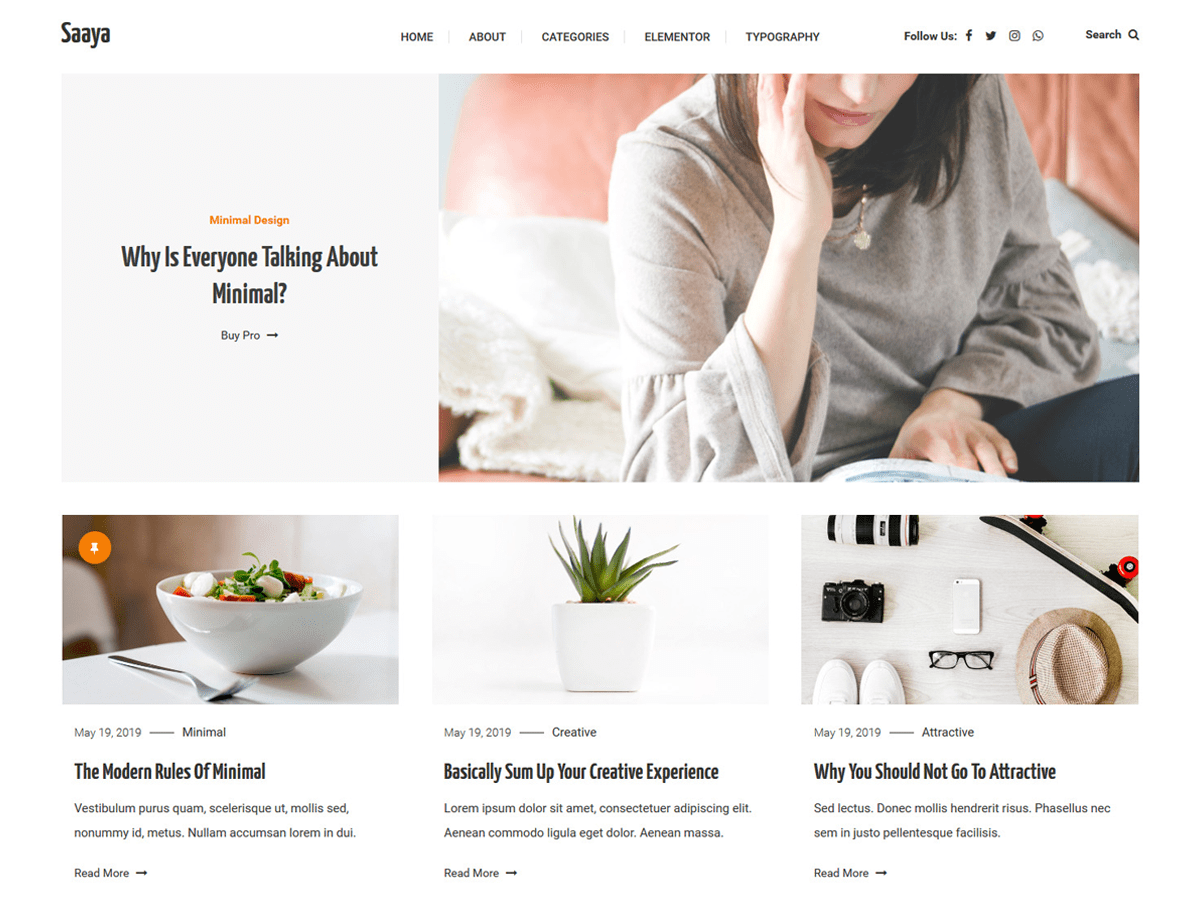 Saaya
HOME
ABOUT
CATEGORIES
ELEMENTOR
TYPOGRAPHY
Follow Us:
Search
Minimal Design
Why Is Everyone Talking About
Minimal?
Buy Pro
May 19, 2019
Minimal
The Modern Rules Of Minimal
Vestibulum purus quam, scelerisque ut, mollis sed,
nonummy id, metus. Nullam accumsan lorem in dui.
Read More
May 19, 2019
Creative
Basically Sum Up Your Creative Experience
Lorem ipsum dolor sit amet, consectetuer adipiscing elit.
Aenean commodo ligula eget dolor. Aenean massa.
Read More
May 19, 2019
Attractive
Why You Should Not Go To Attractive
Sed lectus. Donec mollis hendrerit risus. Phasellus nec
sem in justo pellentesque facilisis.
Read More